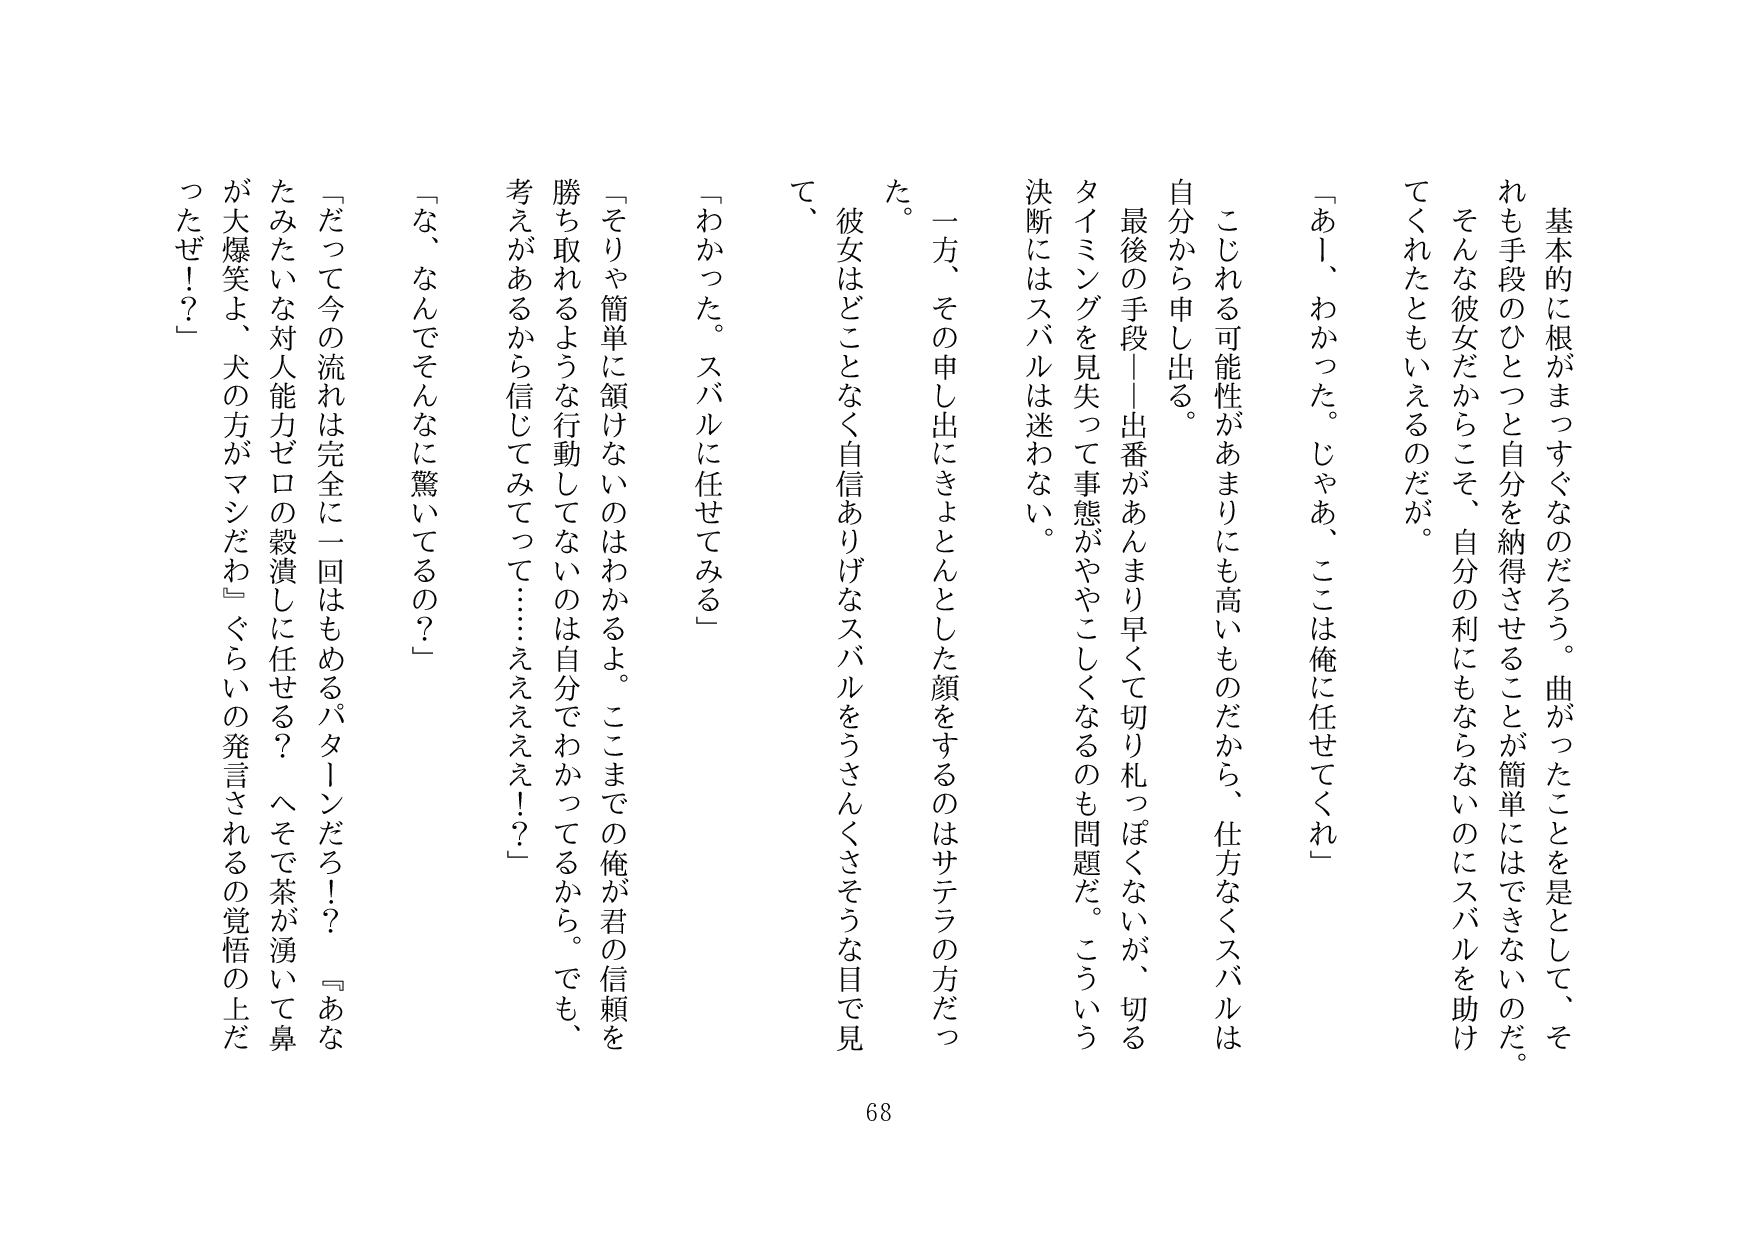 基本的に根がまっすぐなのだろう。曲がったことを是として、そ
れも手段のひとつと自分を納得させることが簡単にはできないのだ。
　そんな彼女だからこそ、自分の利にもならないのにスバルを助け
てくれたともいえるのだが。
「あー、わかった。じゃあ、ここは俺に任せてくれ」
　こじれる可能性があまりにも高いものだから、仕方なくスバルは
自分から申し出る。
　最後の手段――出番があんまり早くて切り札っぽくないが、切る
タイミングを見失って事態がややこしくなるのも問題だ。こういう
決断にはスバルは迷わない。
　一方、その申し出にきょとんとした顔をするのはサテラの方だっ
た。
　彼女はどことなく自信ありげなスバルをうさんくさそうな目で見
て、
「わかった。スバルに任せてみる」
「そりゃ簡単に頷けないのはわかるよ。ここまでの俺が君の信頼を
勝ち取れるような行動してないのは自分でわかってるから。でも、
考えがあるから信じてみてって……えええええ！？」
「な、なんでそんなに驚いてるの？」
「だって今の流れは完全に一回はもめるパターンだろ！？　『あな
たみたいな対人能力ゼロの穀潰しに任せる？　へそで茶が湧いて鼻
が大爆笑よ、犬の方がマシだわ』ぐらいの発言されるの覚悟の上だ
ったぜ！？」
68